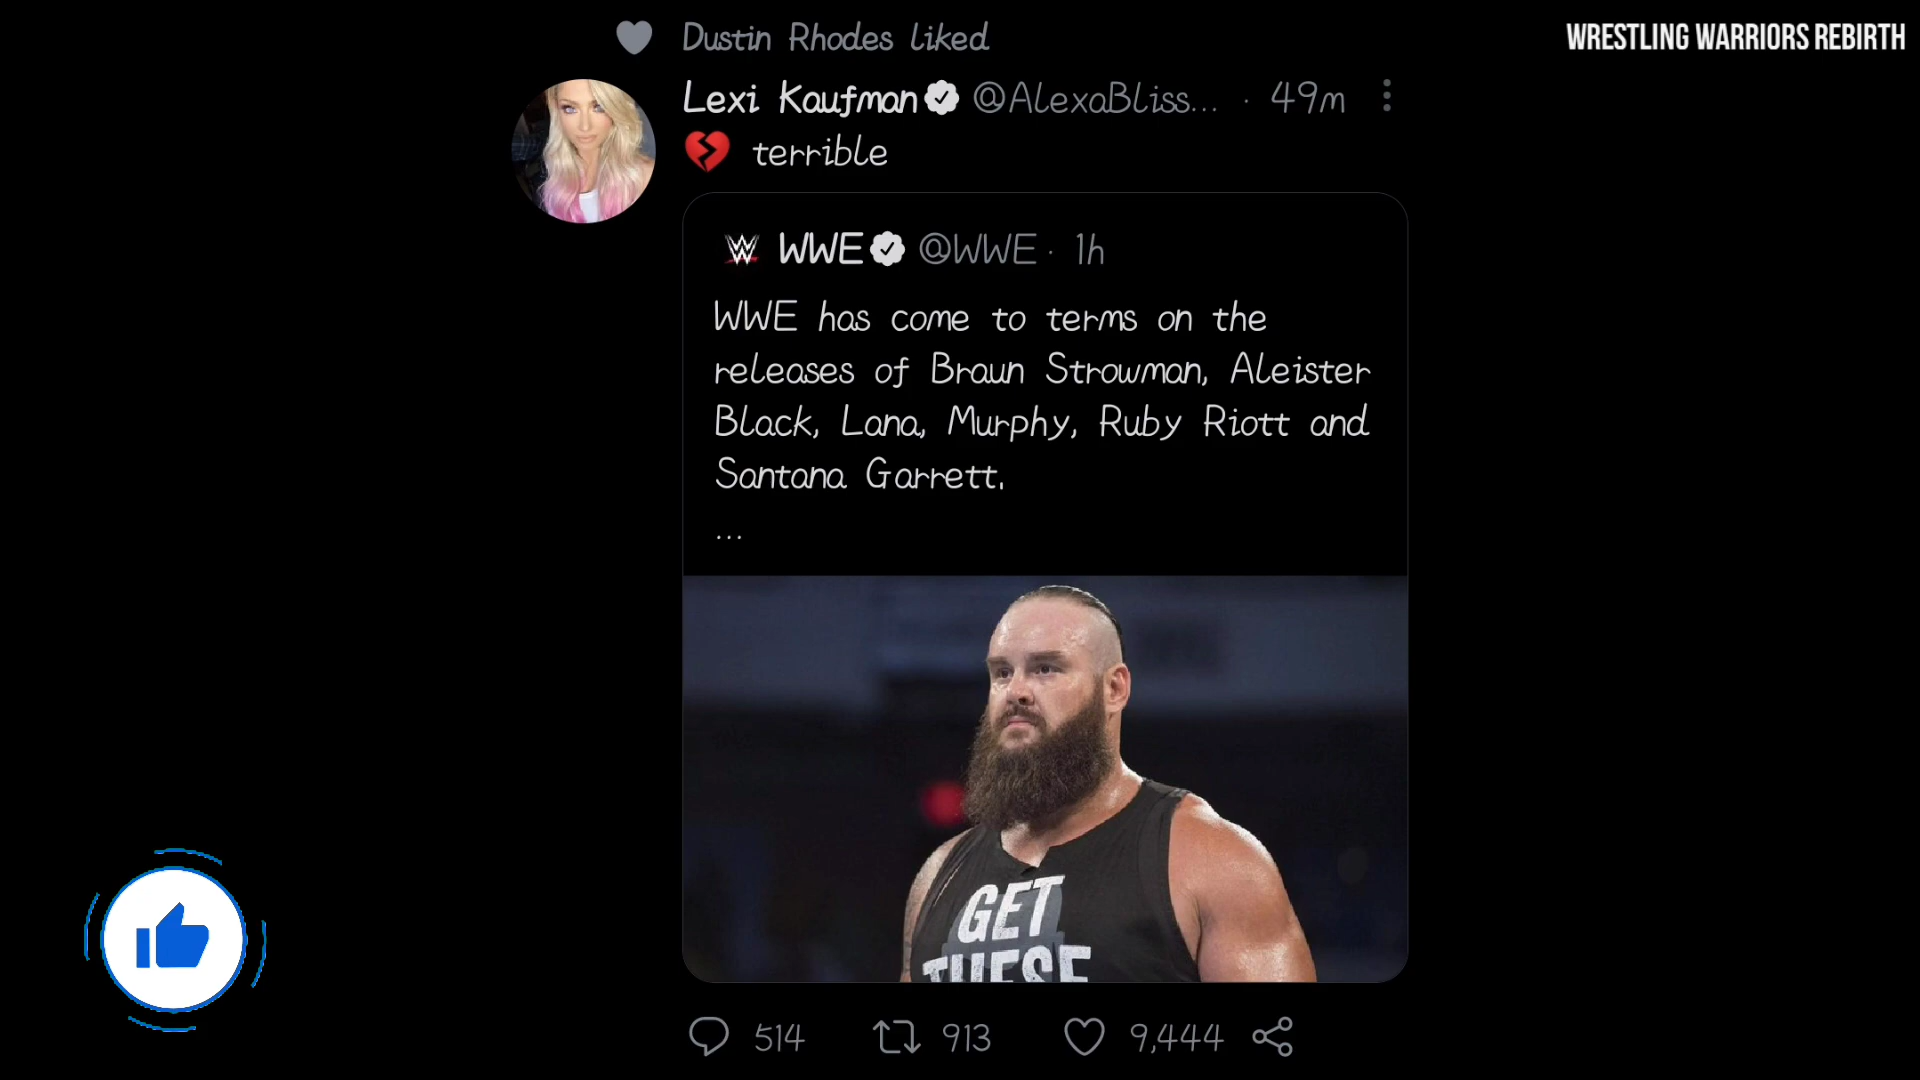 Dustin Rhodes liked
WRESTLING WARRIORS REBIRTH
Lexi Kaufman @AlexaBliss... · 49m
💔 terrible
WWE @WWE · 1h
WWE has come to terms on the
releases of Braun Strowman, Aleister
Black, Lana, Murphy, Ruby Riott and
Santana Garrett.
...
GET
THESE
514 913 9,444